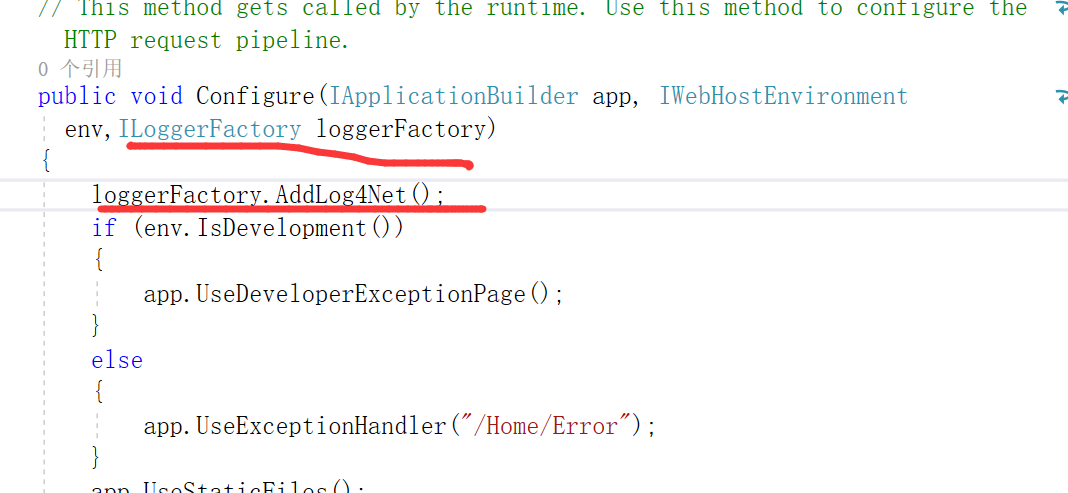 // This method gets called by the runtime. Use this method to configure the
HTTP request pipeline.
0 个引用
public void Configure(IApplicationBuilder app, IWebHostEnvironment
env,ILoggerFactory loggerFactory)
{
loggerFactory.AddLog4Net();
if (env.IsDevelopment())
{
app.UseDeveloperExceptionPage();
}
else
{
app.UseExceptionHandler("/Home/Error");
}
app.UseStaticFiles();